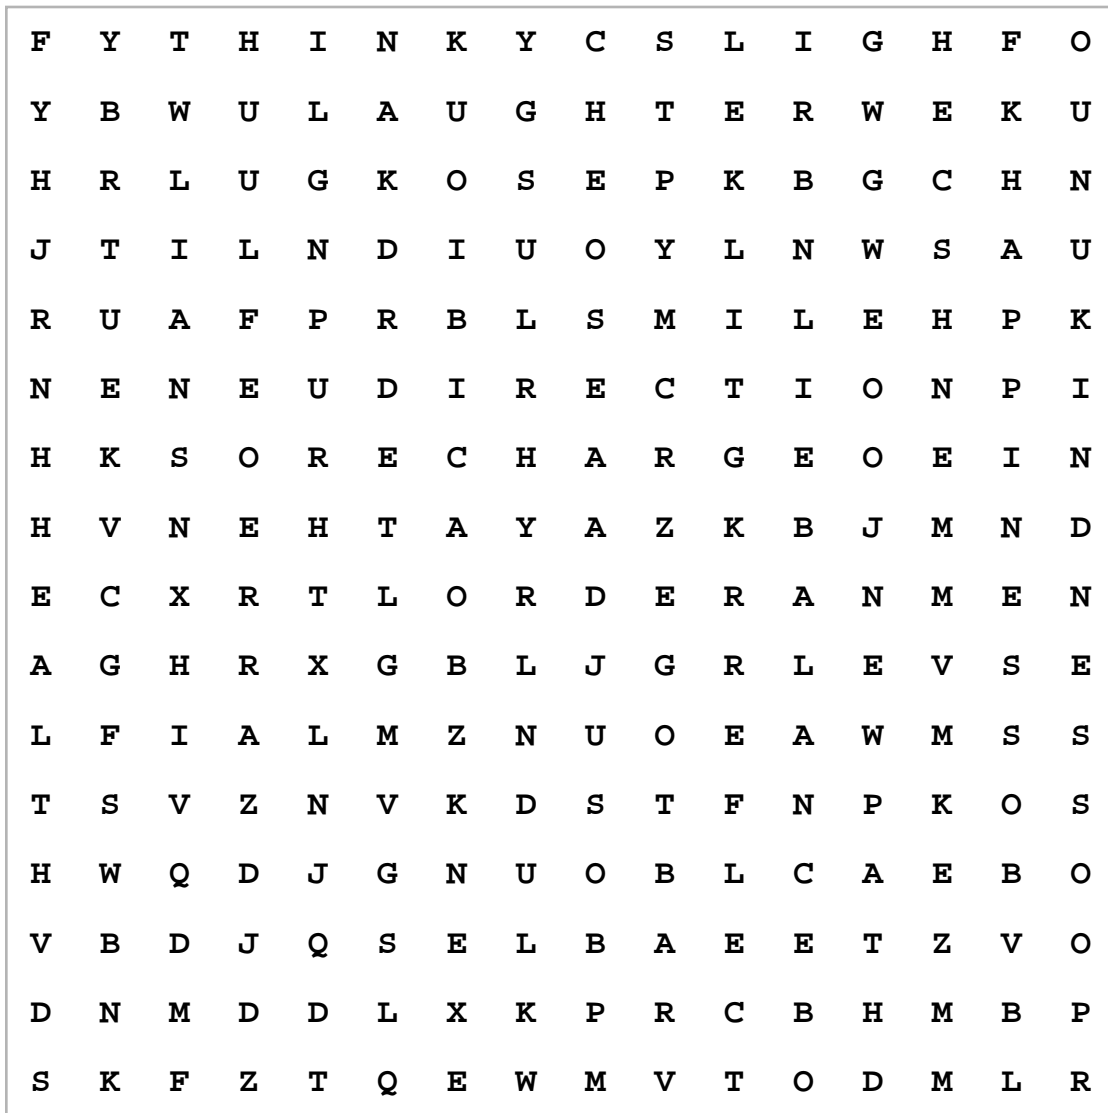 F Y T H I N K Y C S L I G H F O
Y B W U L A U G H T E R W E K U
H R L U G K O S E P K B G C H N
J T I L N D I U O Y L N W S A U
R U A F P R B L S M I L E H P K
N E N E U D I R E C T I O N P I
H K S O R E C H A R G E O E I N
H V N E H T A Y A Z K B J M N D
E C X R T L O R D E R A N M E N
A G H R X G B L J G R L E V S E
L F I A L M Z N U O E A W M S S
T S V Z N V K D S T F N P K O S
H W Q D J G N U O B L C A E B O
V B D J Q S E L B A E E T Z V O
D N M D D L X K P R C B H M B P
S K F Z T Q E W M V T O D M L R